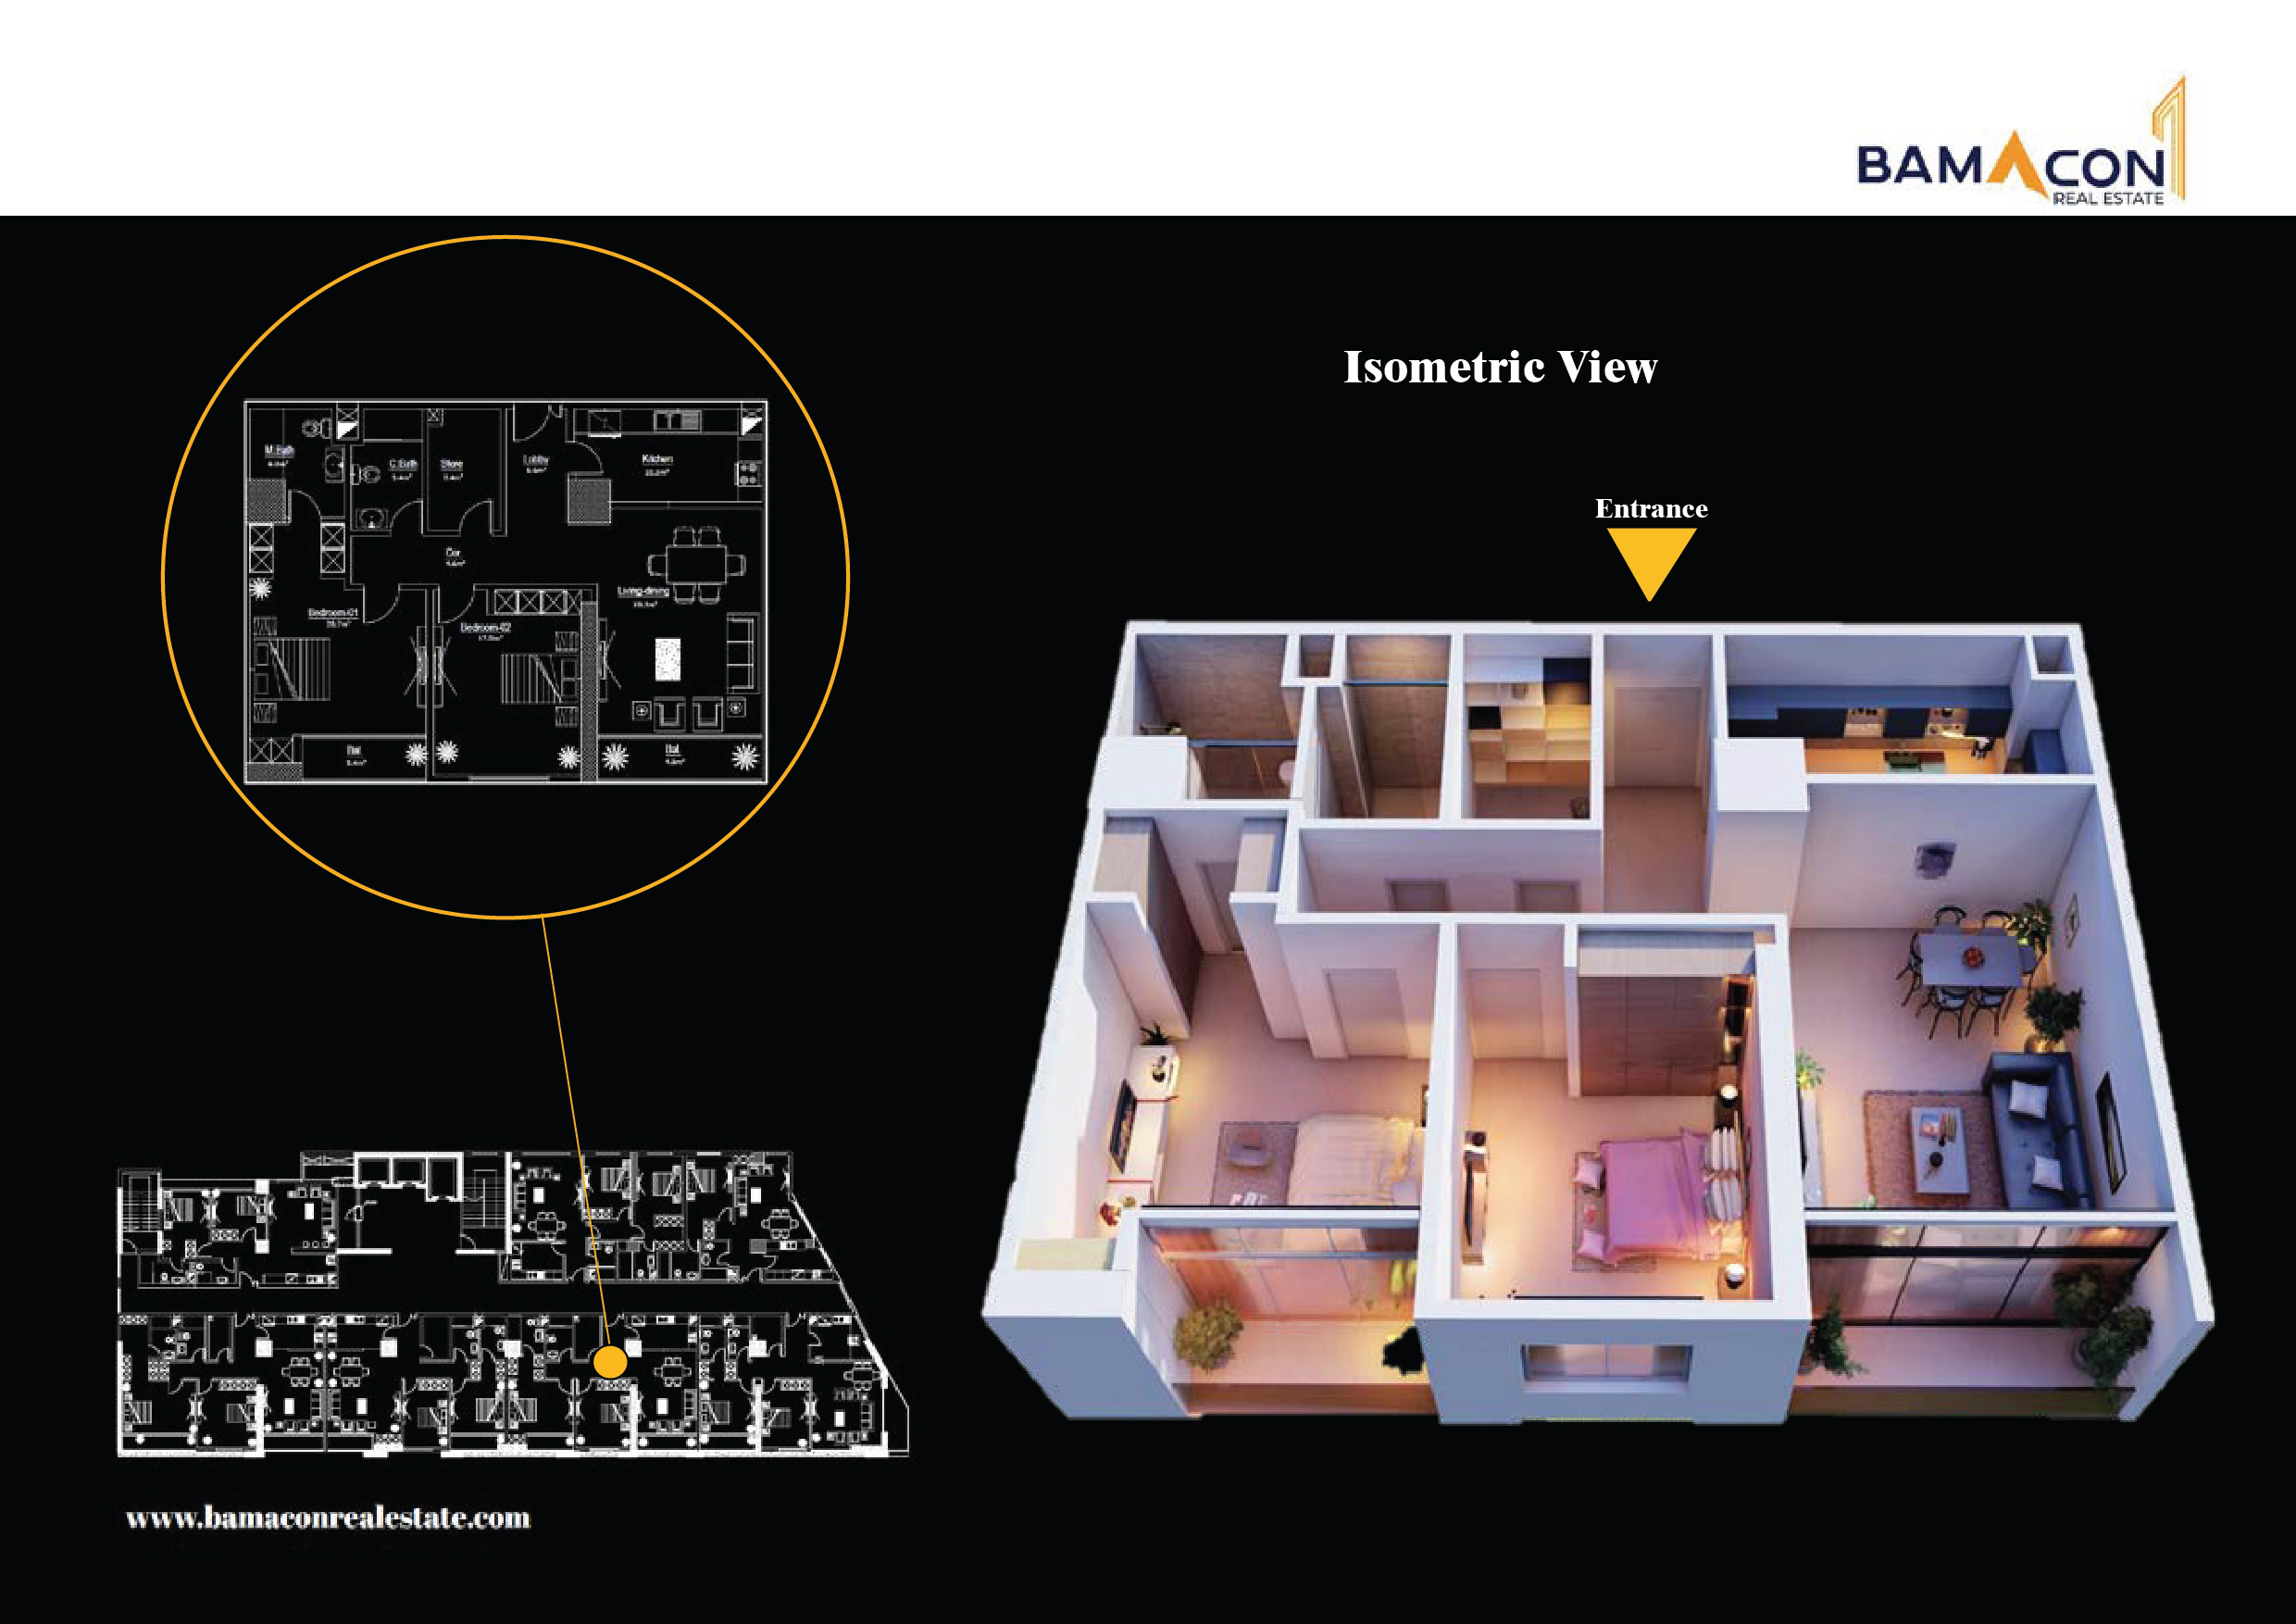 BAMACON
REAL ESTATE
Isometric View
Entrance
M.Bath
C.Bath
Store
Lobby
Kitchen
Cor
Living-dining
Bedroom-01
Bedroom-02
Bal
Bal
www.bamaconrealestate.com